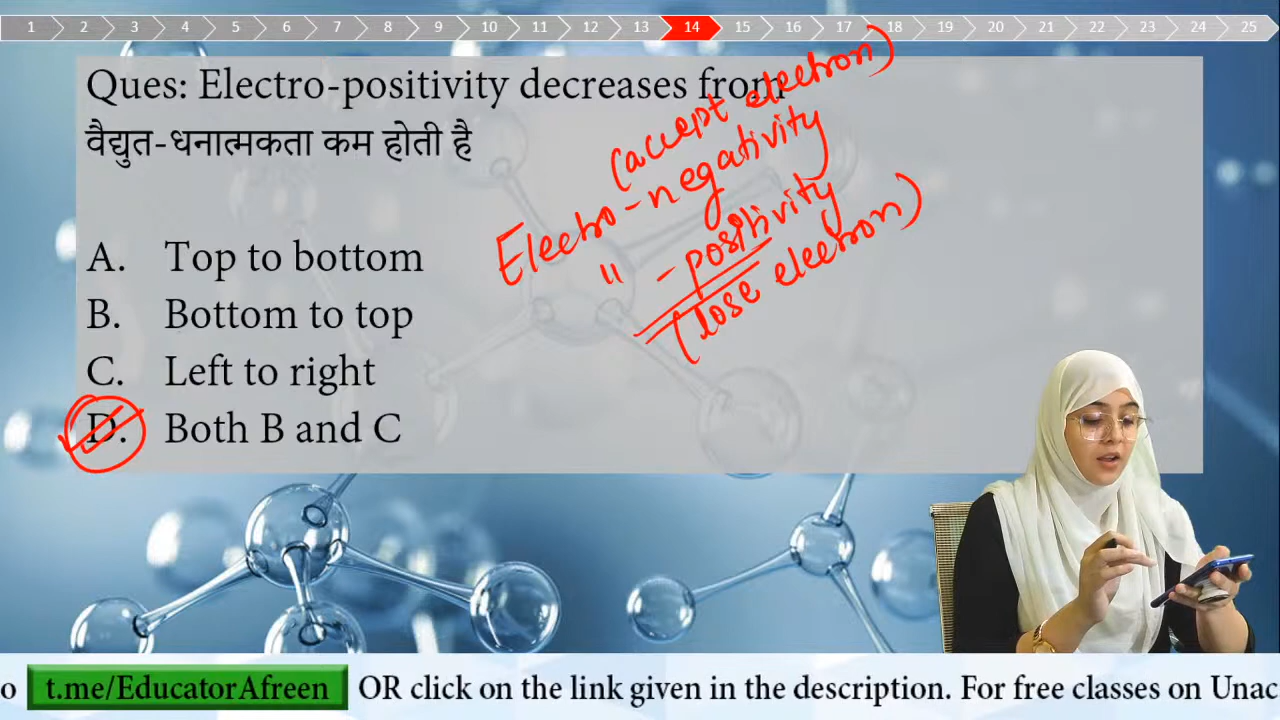 1 2 3 4 5 6 7 8 9 10 11 12 13 14 15 16 17 18 19 20 21 22 23 24 25
Ques: Electro-positivity decreases from
वैद्युत-धनात्मकता कम होती है
(accept electron)
Electro-negativity
" -positivity
(lose electron)
A. Top to bottom
B. Bottom to top
C. Left to right
D. Both B and C
o t.me/EducatorAfreen OR click on the link given in the description. For free classes on Unac